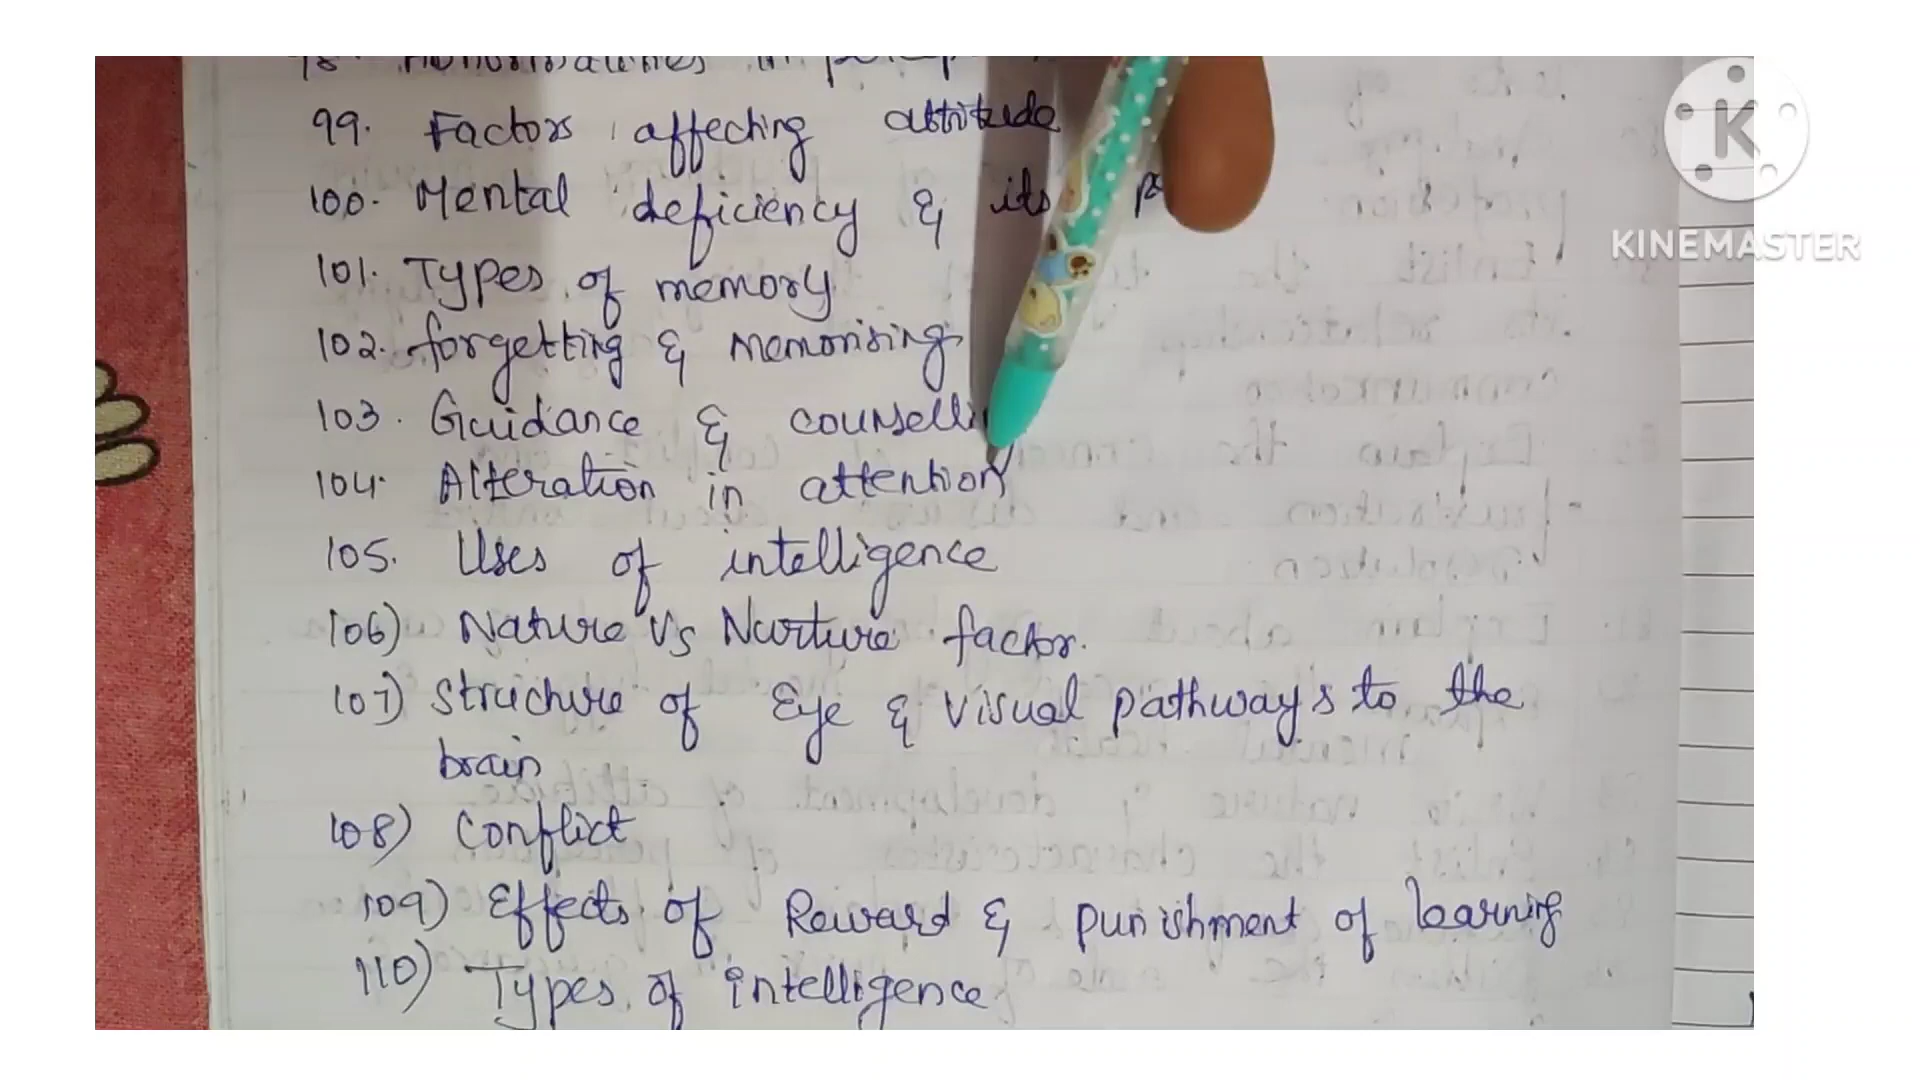 99. Factors affecting attitude
100. Mental deficiency & its
101. Types of memory
102. forgetting & memorising
103. Guidance & counselli
104. Alteration in attention
105. Uses of intelligence
106) Nature Vs Nurture factor.
107) Structure of Eye & Visual pathways to the
brain
108) Conflict
109) Effects of Reward & punishment of learning
110) Types of intelligence
K
KINEMASTER